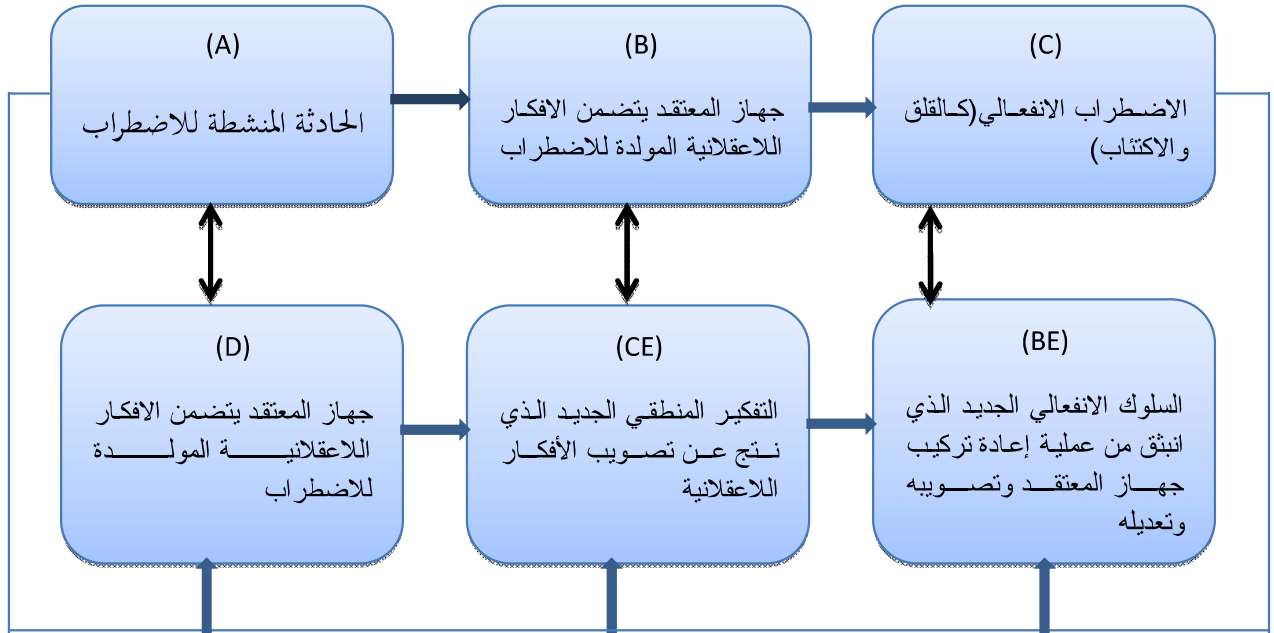 (A)
الحادثة المنشطة للاضطراب
(B)
جهاز المعتقد يتضمن الافكار
اللاعقلانية المولدة للاضطراب
(C)
الاضطراب الانفعالي(كالقلق
والاكتئاب)
(D)
جهاز المعتقد يتضمن الافكار
اللاعقلانية المولدة
للاضطراب
(CE)
التفكير المنطقي الجديد الذي
نتج عن تصويب الأفكار
اللاعقلانية
(BE)
السلوك الانفعالي الجديد الذي
انبثق من عملية إعادة تركيب
جهاز المعتقد وتصويبه
وتعديله